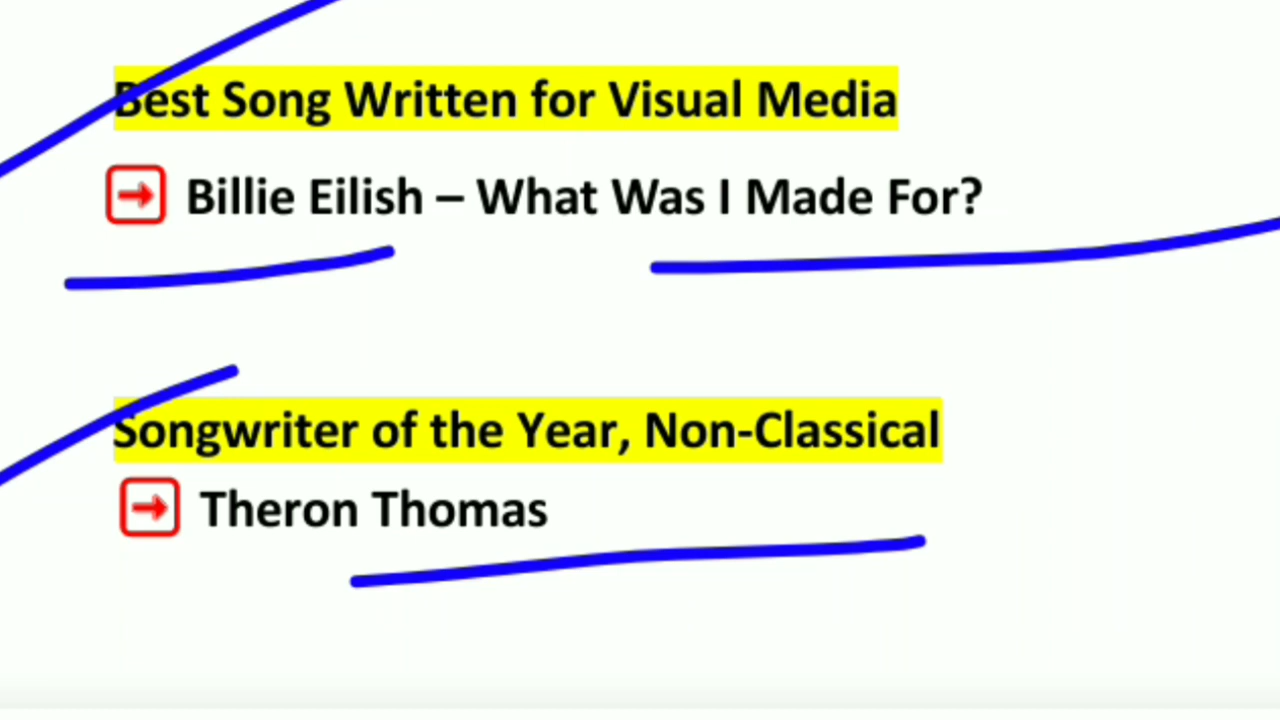 Best Song Written for Visual Media
Billie Eilish – What Was I Made For?
Songwriter of the Year, Non-Classical
Theron Thomas